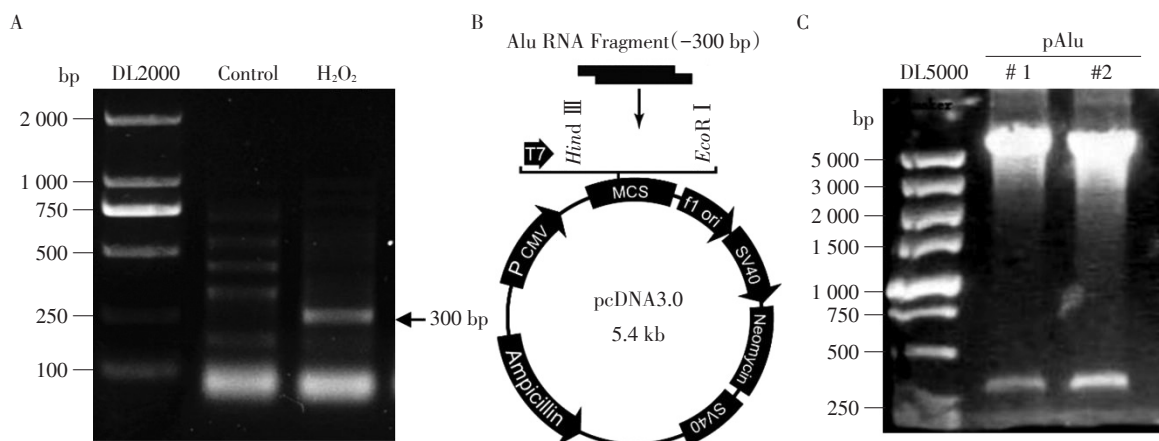 A
bp
DL2000
Control
H₂O₂
2 000
1 000
750
500
250
100
300 bp
B
Alu RNA Fragment(−300 bp)
Hind Ⅲ
EcoR Ⅰ
T7
MCS
f1 ori
SV40
Neomycin
SV40
Ampicillin
P CMV
pcDNA3.0
5.4 kb
C
pAlu
DL5000
# 1
#2
bp
5 000
3 000
2 000
1 500
1 000
750
500
250